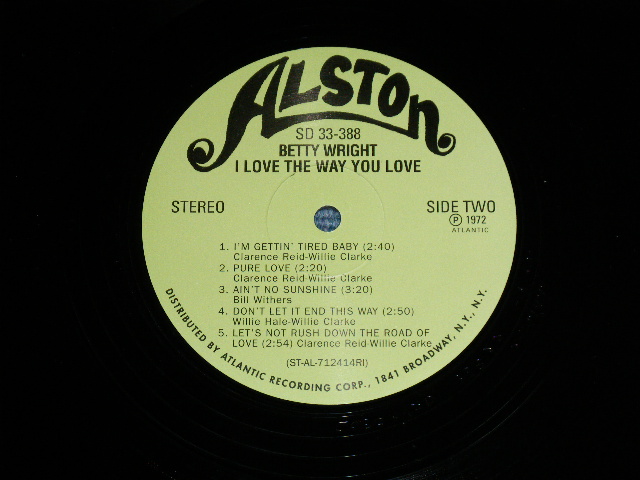 ALSTON
SD 33-388
BETTY WRIGHT
I LOVE THE WAY YOU LOVE
STEREO
SIDE TWO
Ⓟ 1972
ATLANTIC
1. I'M GETTIN' TIRED BABY (2:40)
Clarence Reid-Willie Clarke
2. PURE LOVE (2:20)
Clarence Reid-Willie Clarke
3. AIN'T NO SUNSHINE (3:20)
Bill Withers
4. DON'T LET IT END THIS WAY (2:50)
Willie Hale-Willie Clarke
5. LET'S NOT RUSH DOWN THE ROAD OF
LOVE (2:54) Clarence Reid-Willie Clarke
(ST-AL-712414RI)
DISTRIBUTED BY ATLANTIC RECORDING CORP., 1841 BROADWAY, N.Y., N.Y.